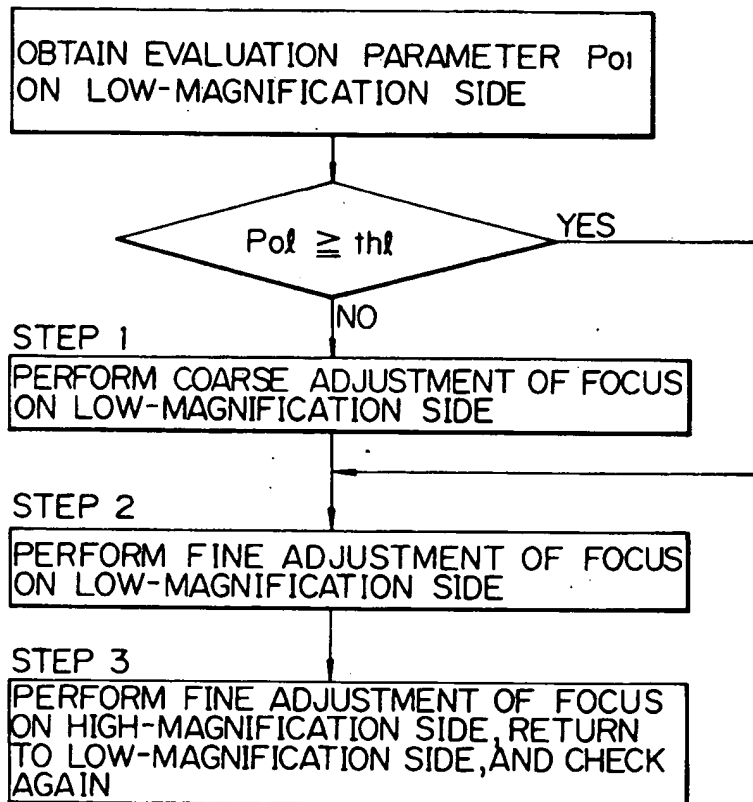 OBTAIN EVALUATION PARAMETER Pol
ON LOW-MAGNIFICATION SIDE
Pol ≧ thl
YES
NO
STEP 1
PERFORM COARSE ADJUSTMENT OF FOCUS
ON LOW-MAGNIFICATION SIDE
STEP 2
PERFORM FINE ADJUSTMENT OF FOCUS
ON LOW-MAGNIFICATION SIDE
STEP 3
PERFORM FINE ADJUSTMENT OF FOCUS
ON HIGH-MAGNIFICATION SIDE, RETURN
TO LOW-MAGNIFICATION SIDE, AND CHECK
AGAIN